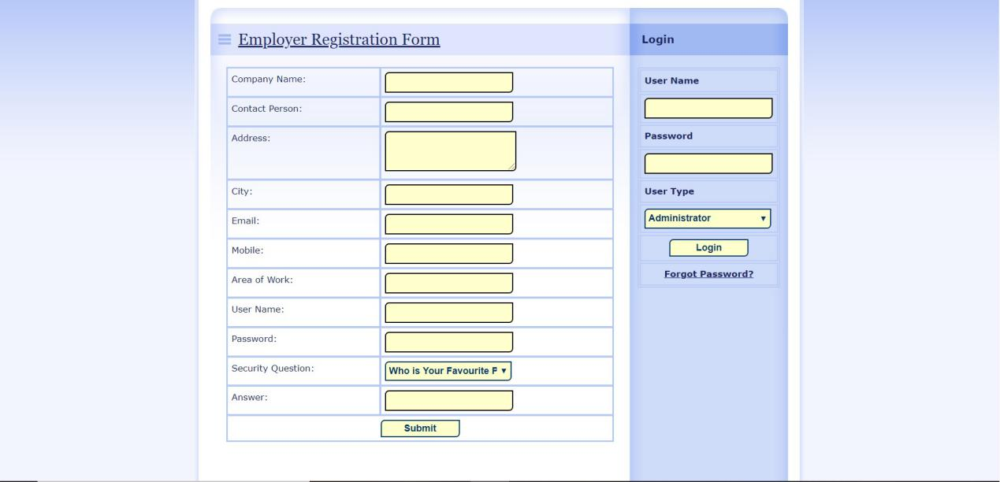 Employer Registration Form
Company Name:
Contact Person:
Address:
City:
Email:
Mobile:
Area of Work:
User Name:
Password:
Security Question:
Who is Your Favourite
Answer:
Submit
Login
User Name
Password
User Type
Administrator
Login
Forgot Password?